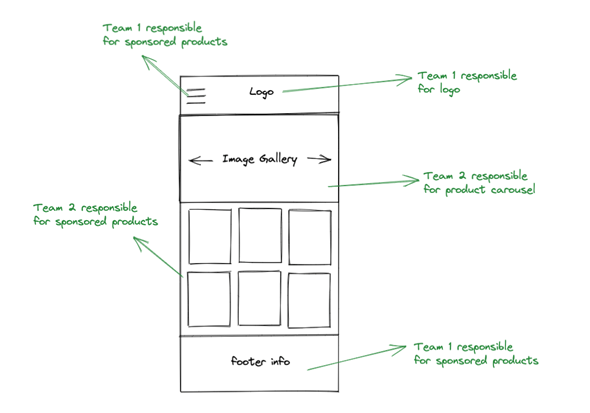 Team 1 responsible
for sponsored products
Logo
Team 1 responsible
for logo
Image Gallery
Team 2 responsible
for product carousel
Team 2 responsible
for sponsored products
footer info
Team 1 responsible
for sponsored products